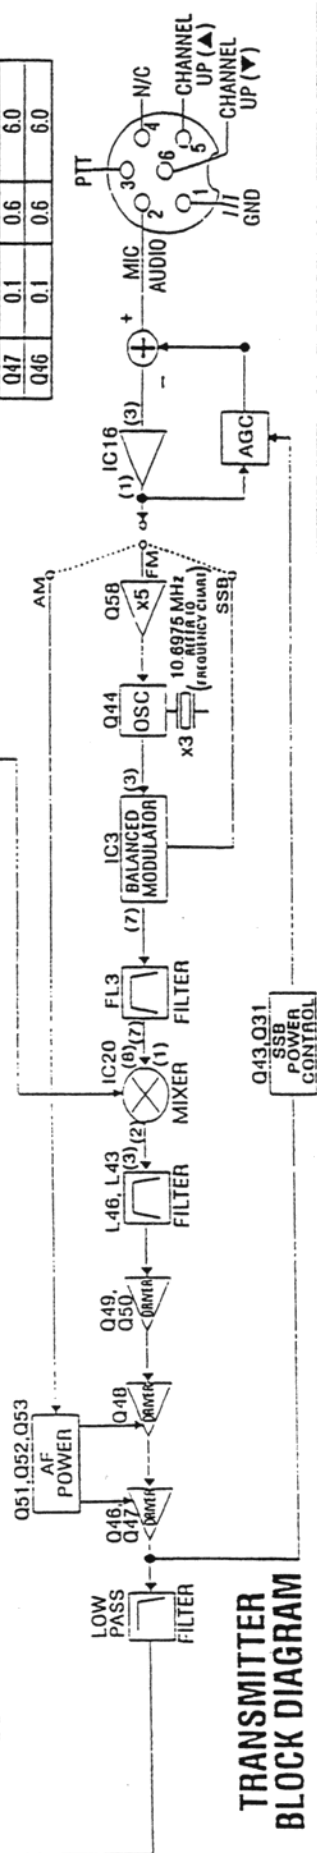 Q47 0.1 0.6 6.0
Q46 0.1 0.6 6.0
PTT
N/C
CHANNEL
UP (▲)
CHANNEL
UP (▼)
GND
MIC
AUDIO
1
2
3
4
5
6
+
−
(3)
IC16
(1)
AGC
AM
FM
SSB
Q58
x5
Q44
OSC
x3
10.6975 MHz
(REFER TO
FREQUENCY CHART)
(3)
IC3
BALANCED
MODULATOR
(7)
FL3
FILTER
IC20
(8)(7)
(1)
MIXER
(2)
L46, L43
(3)
FILTER
Q49,
Q50
DRIVER
Q48
DRIVER
Q51,Q52,Q53
AF
POWER
Q46,
Q47
DRIVER
LOW
PASS
FILTER
Q43,Q31
SSB
POWER
CONTROL
TRANSMITTER
BLOCK DIAGRAM